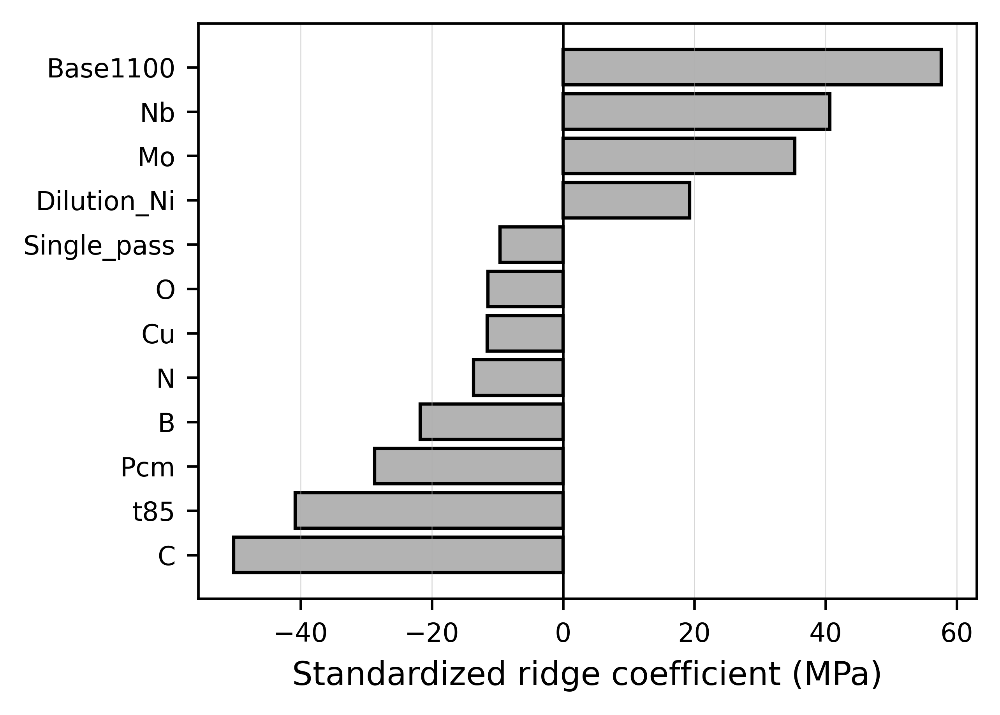 Base1100
Nb
Mo
Dilution_Ni
Single_pass
O
Cu
N
B
Pcm
t85
C
−40 −20 0 20 40 60
Standardized ridge coefficient (MPa)